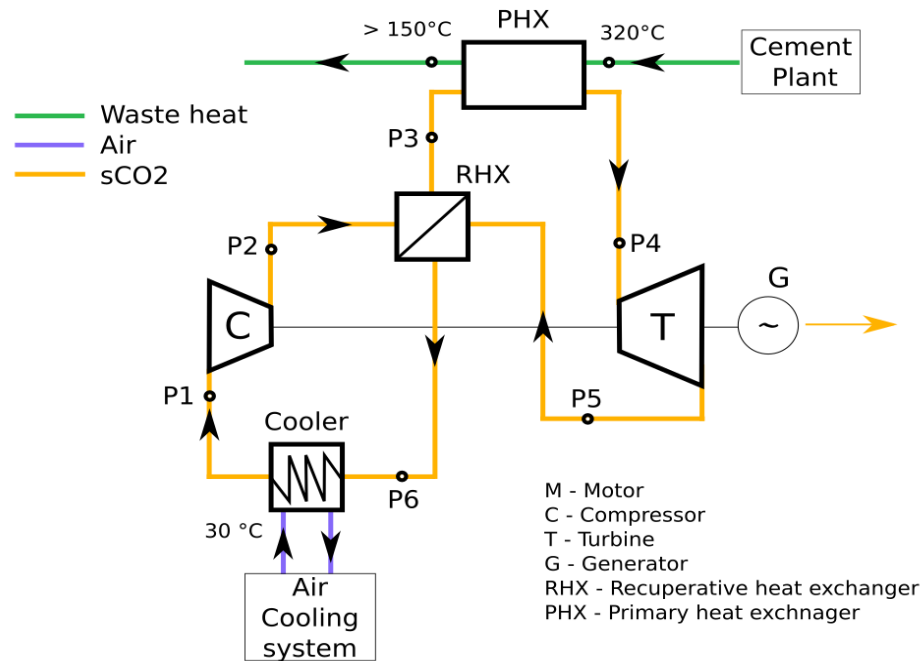 PHX
> 150°C
320°C
Cement
Plant
Waste heat
Air
sCO2
P3
RHX
P2
P4
G
C
T
~
P1
P5
Cooler
P6
30 °C
Air
Cooling
system
M - Motor
C - Compressor
T - Turbine
G - Generator
RHX - Recuperative heat exchanger
PHX - Primary heat exchnager